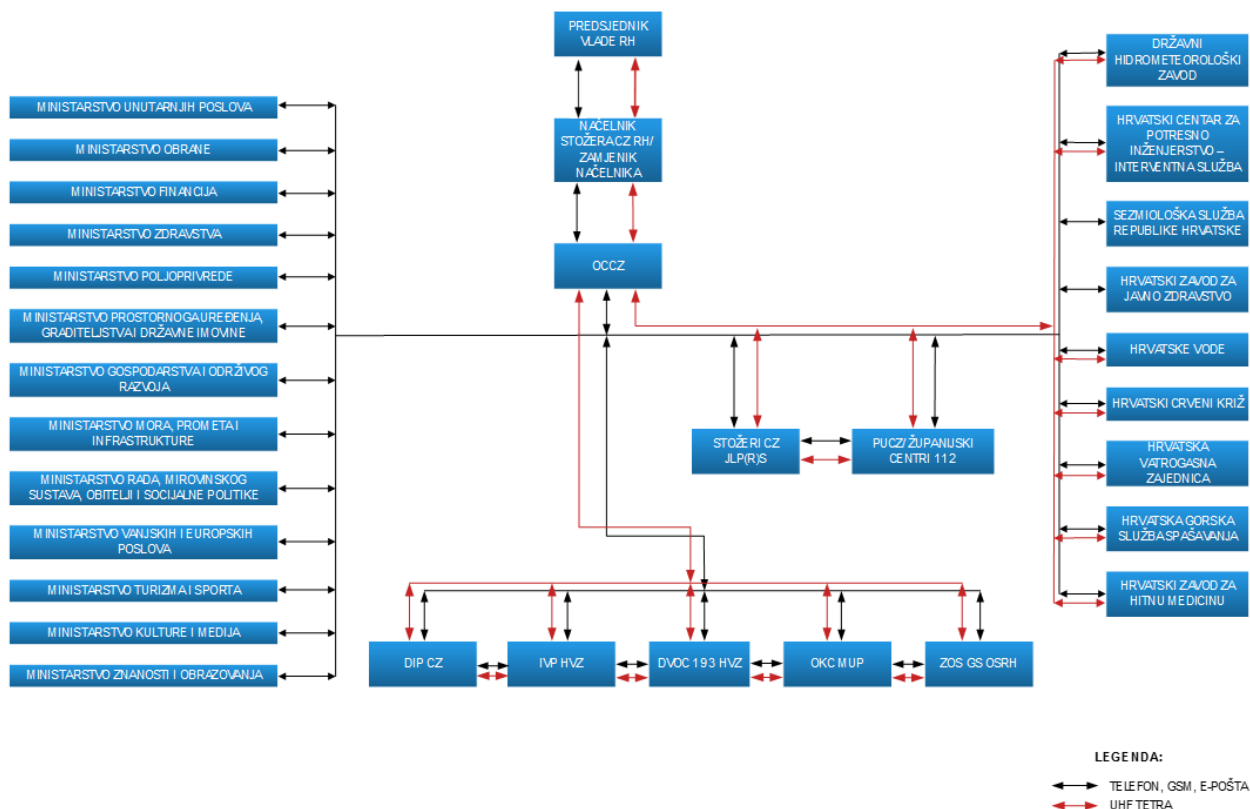 PREDSJEDNIK
VLADE RH
NAČELNIK
STOŽERA CZ RH/
ZAMJENIK
NAČELNIKA
OCCZ
MINISTARSTVO UNUTARNJIH POSLOVA
MINISTARSTVO OBRANE
MINISTARSTVO FINANCIJA
MINISTARSTVO ZDRAVSTVA
MINISTARSTVO POLJOPRIVREDE
MINISTARSTVO PROSTORNOGA UREĐENJA,
GRADITELJSTVA I DRŽAVNE IMOVINE
MINISTARSTVO GOSPODARSTVA I ODRŽIVOG
RAZVOJA
MINISTARSTVO MORA, PROMETA I
INFRASTRUKTURE
MINISTARSTVO RADA, MIROVINSKOG
SUSTAVA, OBITELJI I SOCIJALNE POLITIKE
MINISTARSTVO VANJSKIH I EUROPSKIH
POSLOVA
MINISTARSTVO TURIZMA I SPORTA
MINISTARSTVO KULTURE I MEDIJA
MINISTARSTVO ZNANOSTI I OBRAZOVANJA
DRŽAVNI
HIDROMETEOROLOŠKI
ZAVOD
HRVATSKI CENTAR ZA
POTRESNO
INŽENJERSTVO –
INTERVENTNA SLUŽBA
SEZMIOLOŠKA SLUŽBA
REPUBLIKE HRVATSKE
HRVATSKI ZAVOD ZA
JAVNO ZDRAVSTVO
HRVATSKE VODE
HRVATSKI CRVENI KRIŽ
HRVATSKA
VATROGASNA
ZAJEDNICA
HRVATSKA GORSKA
SLUŽBA SPAŠAVANJA
HRVATSKI ZAVOD ZA
HITNU MEDICINU
STOŽERI CZ
JLP(R)S
PUCZ/ŽUPANIJSKI
CENTRI 112
DIP CZ
IVP HVZ
DVOC 193 HVZ
OKC MUP
ZOS GS OSRH
LEGENDA:
TELEFON, GSM, E-POŠTA
UHF TETRA